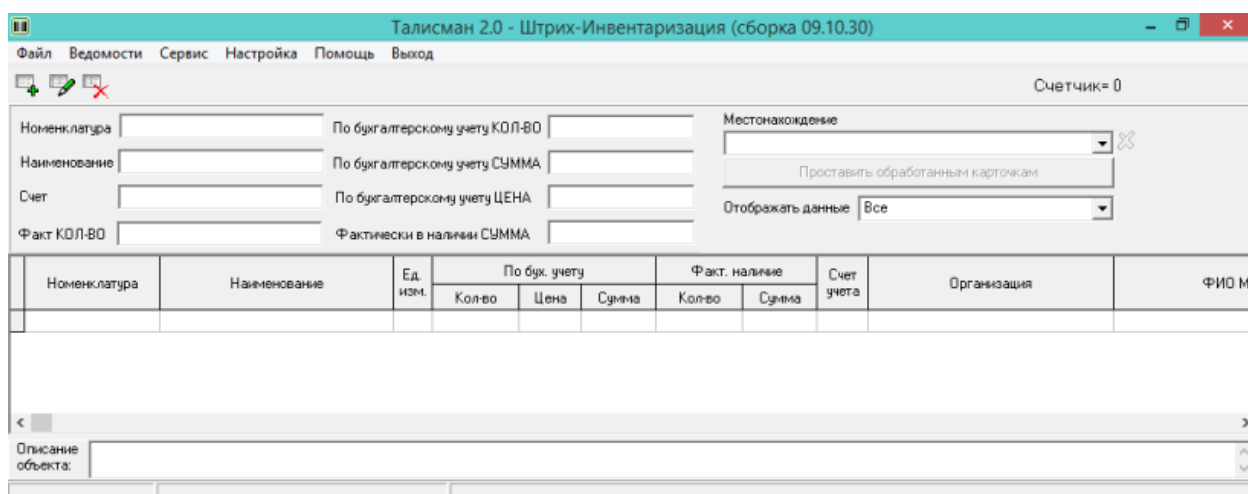 Талисман 2.0 - Штрих-Инвентаризация (сборка 09.10.30)
Файл Ведомости Сервис Настройка Помощь Выход
Счетчик= 0
Номенклатура По бухгалтерскому учету КОЛ-ВО Местонахождение
Наименование По бухгалтерскому учету СУММА
Проставить обработанным карточкам
Счет По бухгалтерскому учету ЦЕНА
Отображать данные Все
Факт КОЛ-ВО Фактически в наличии СУММА
Номенклатура Наименование Ед. изм. По бух. учету Факт. наличие Счет учета Организация ФИО М
Кол-во Цена Сумма Кол-во Сумма
Описание
объекта: